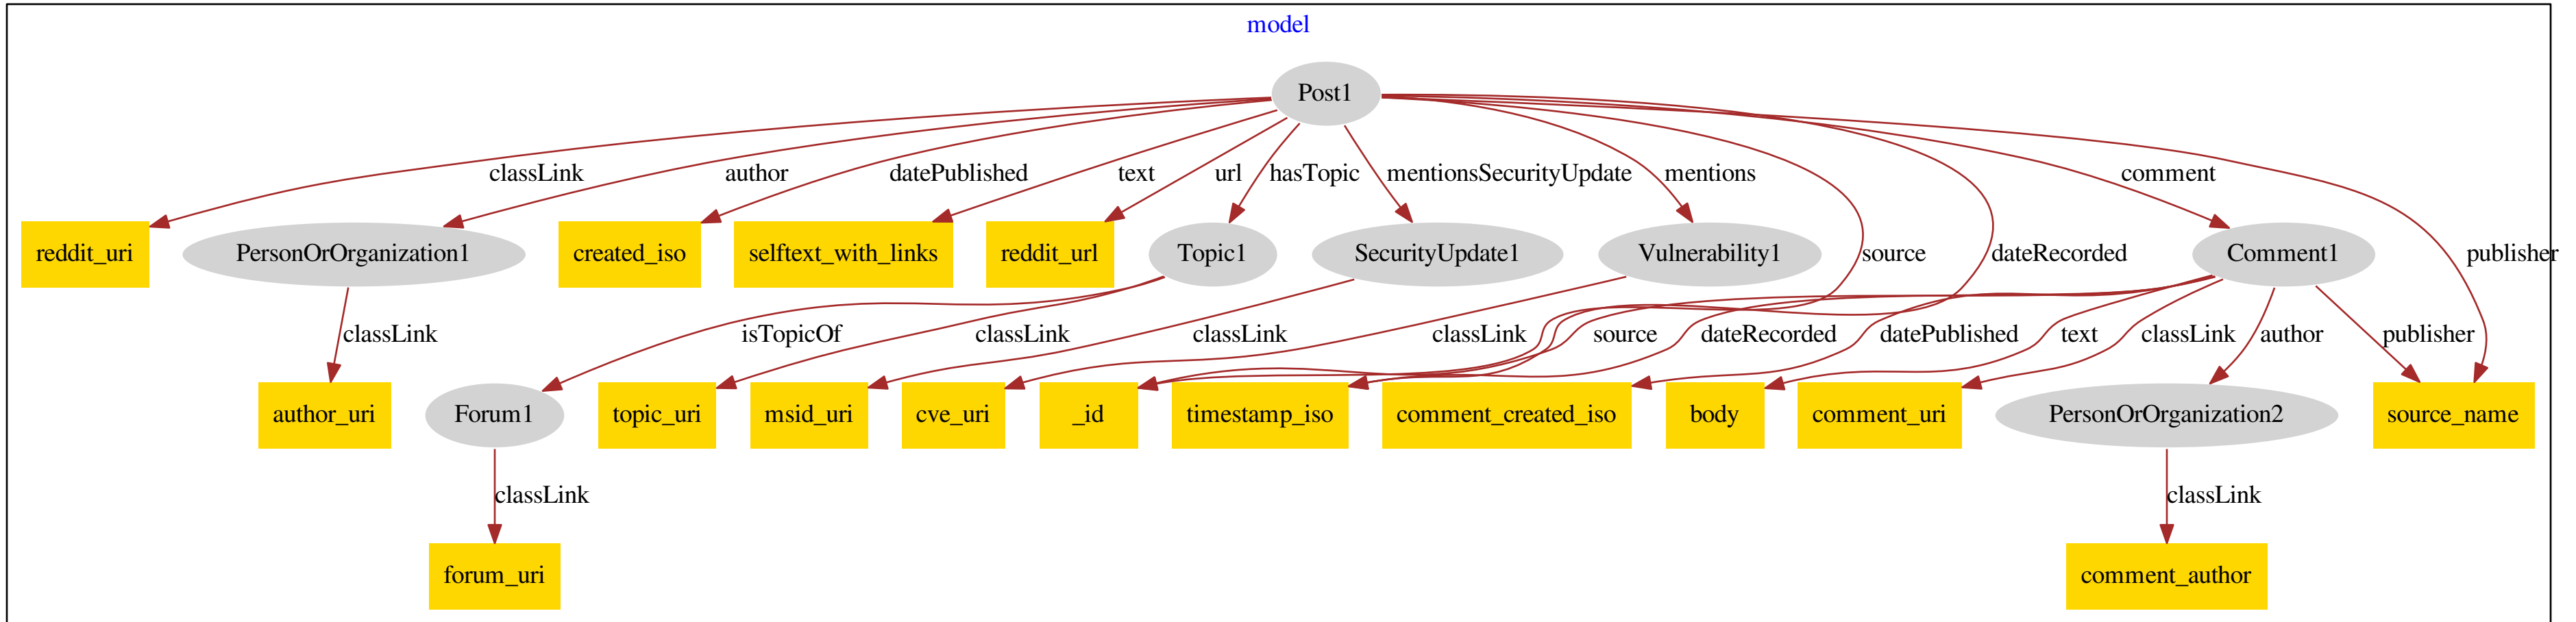 model
Post1
classLink
author
datePublished
text
url
hasTopic
mentionsSecurityUpdate
mentions
source
dateRecorded
comment
publisher
reddit_uri
PersonOrOrganization1
created_iso
selftext_with_links
reddit_url
Topic1
SecurityUpdate1
Vulnerability1
Comment1
classLink
isTopicOf
classLink
classLink
classLink
source
dateRecorded
datePublished
text
classLink
author
publisher
author_uri
Forum1
topic_uri
msid_uri
cve_uri
_id
timestamp_iso
comment_created_iso
body
comment_uri
PersonOrOrganization2
source_name
classLink
classLink
forum_uri
comment_author